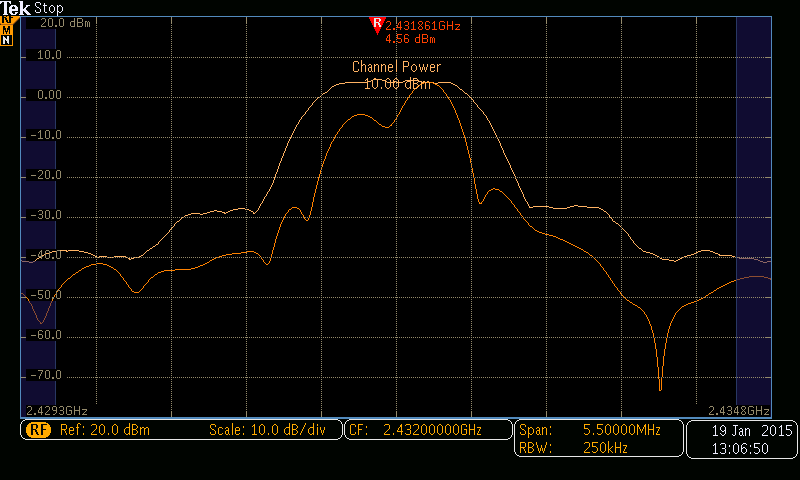 Tek Stop
R
M
N
20.0 dBm
R 2.431861GHz
4.56 dBm
10.0
Channel Power
10.00 dBm
0.00
-10.0
-20.0
-30.0
-40.0
-50.0
-60.0
-70.0
2.4293GHz 2.4348GHz
RF Ref: 20.0 dBm Scale: 10.0 dB/div CF: 2.43200000GHz Span: 5.50000MHz
RBW: 250kHz
19 Jan 2015
13:06:50